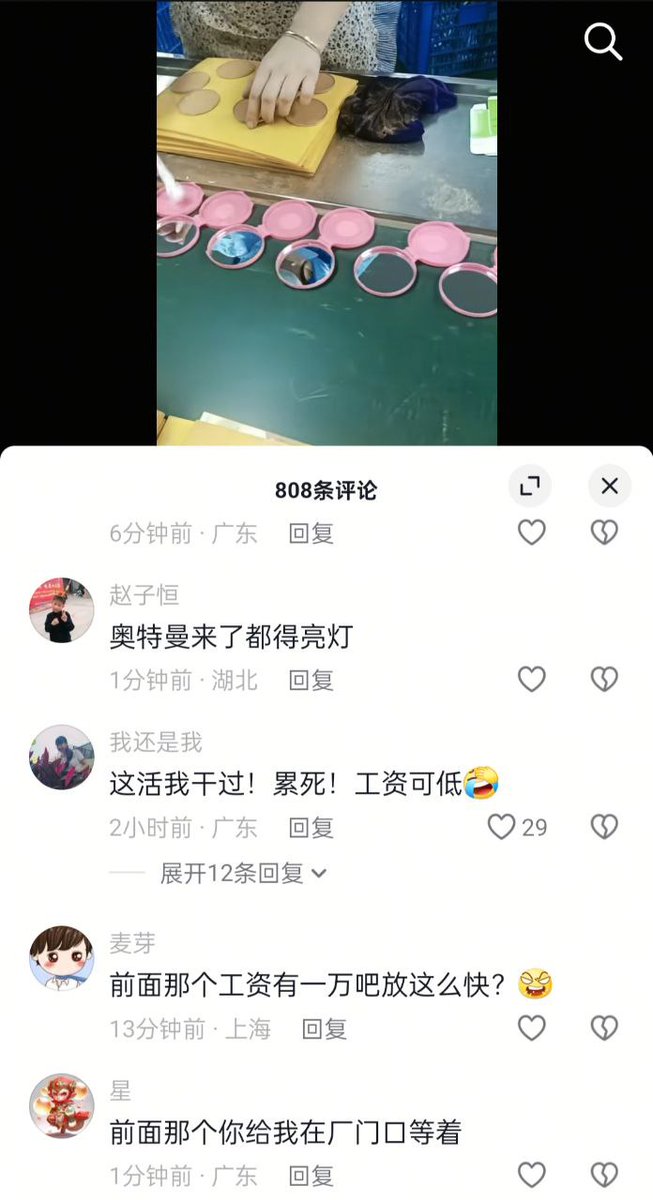 808条评论
6分钟前 · 广东 回复
赵子恒
奥特曼来了都得亮灯
1分钟前 · 湖北 回复
我还是我
这活我干过！累死！工资可低🤣
2小时前 · 广东 回复 29
展开12条回复
麦芽
前面那个工资有一万吧放这么快？😆
13分钟前 · 上海 回复
星
前面那个你给我在厂门口等着
1分钟前 · 广东 回复